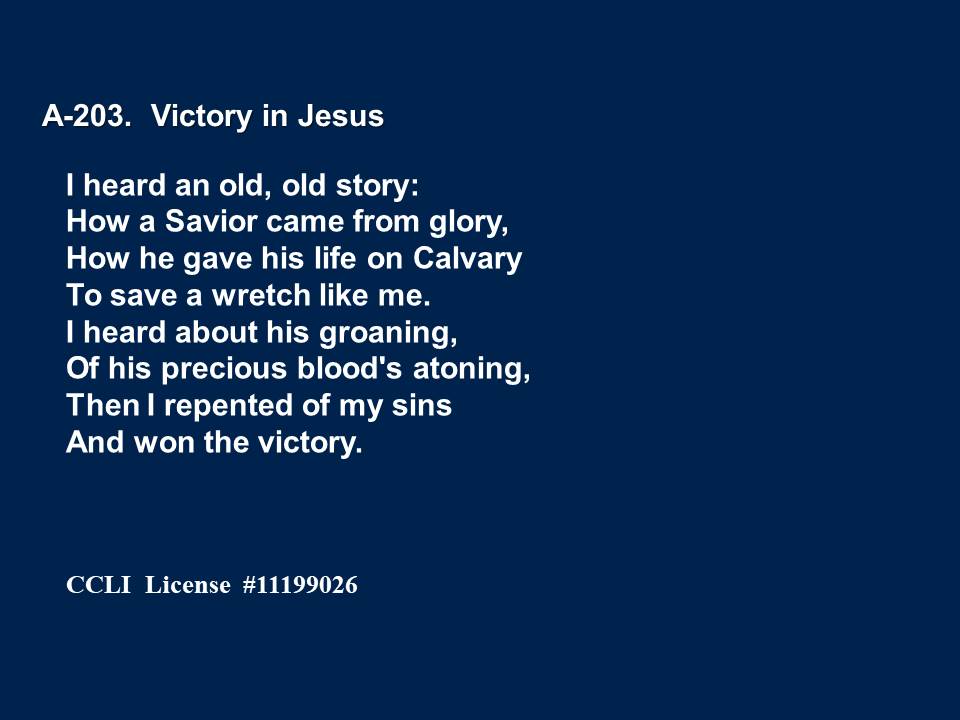 A-203. Victory in Jesus
I heard an old, old story:
How a Savior came from glory,
How he gave his life on Calvary
To save a wretch like me.
I heard about his groaning,
Of his precious blood's atoning,
Then I repented of my sins
And won the victory.
CCLI License #11199026